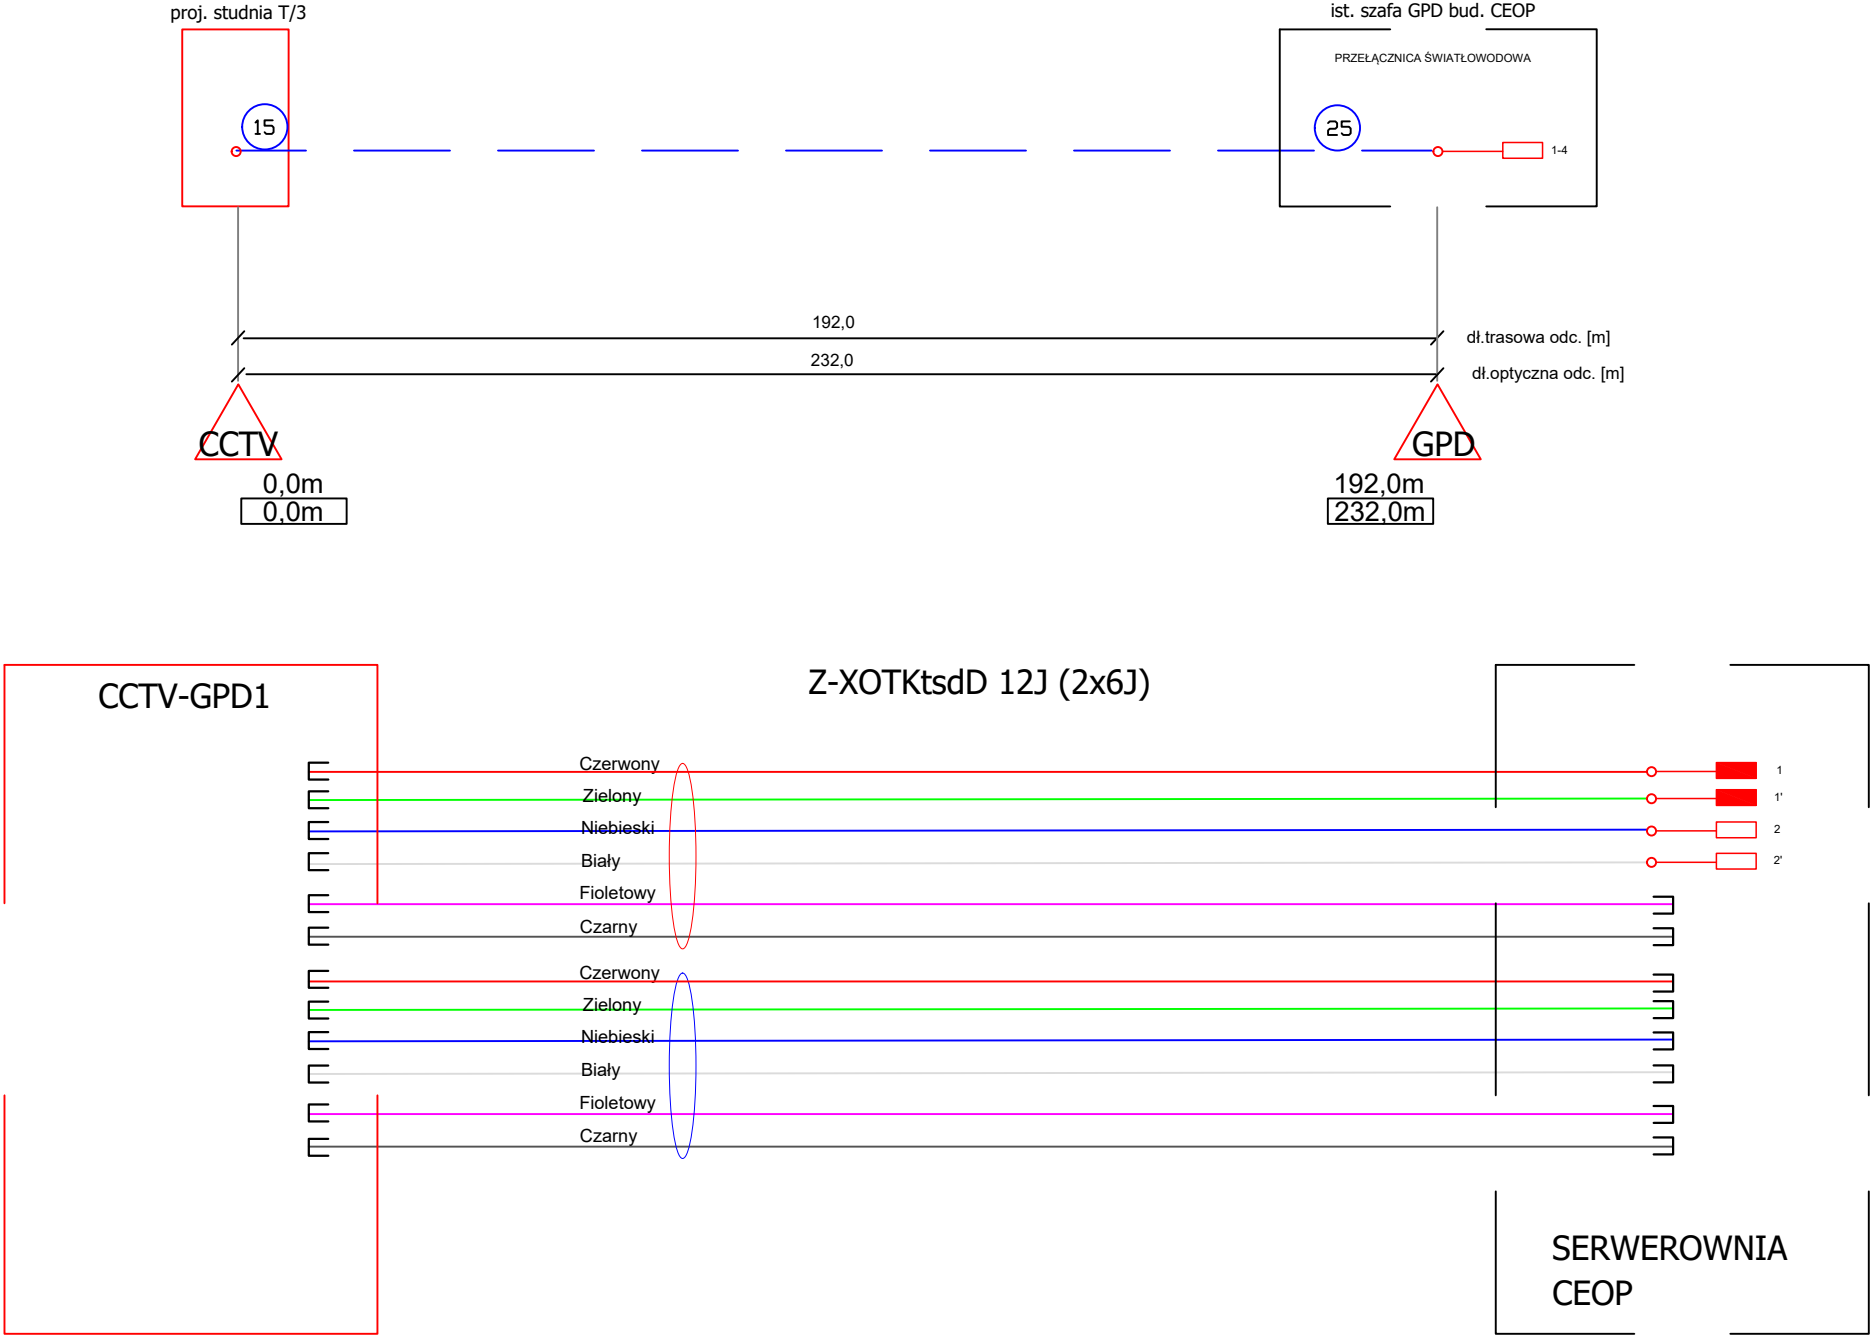 proj. studnia T/3
ist. szafa GPD bud. CEOP
PRZEŁĄCZNICA ŚWIATŁOWODOWA
15
25
1-4
192,0
dł.trasowa odc. [m]
232,0
dł.optyczna odc. [m]
CCTV
GPD
0,0m
192,0m
0,0m
232,0m
CCTV-GPD1
Z-XOTKtsdD 12J (2x6J)
Czerwony
1
Zielony
1'
Niebieski
2
Biały
2'
Fioletowy
Czarny
Czerwony
Zielony
Niebieski
Biały
Fioletowy
Czarny
SERWEROWNIA
CEOP